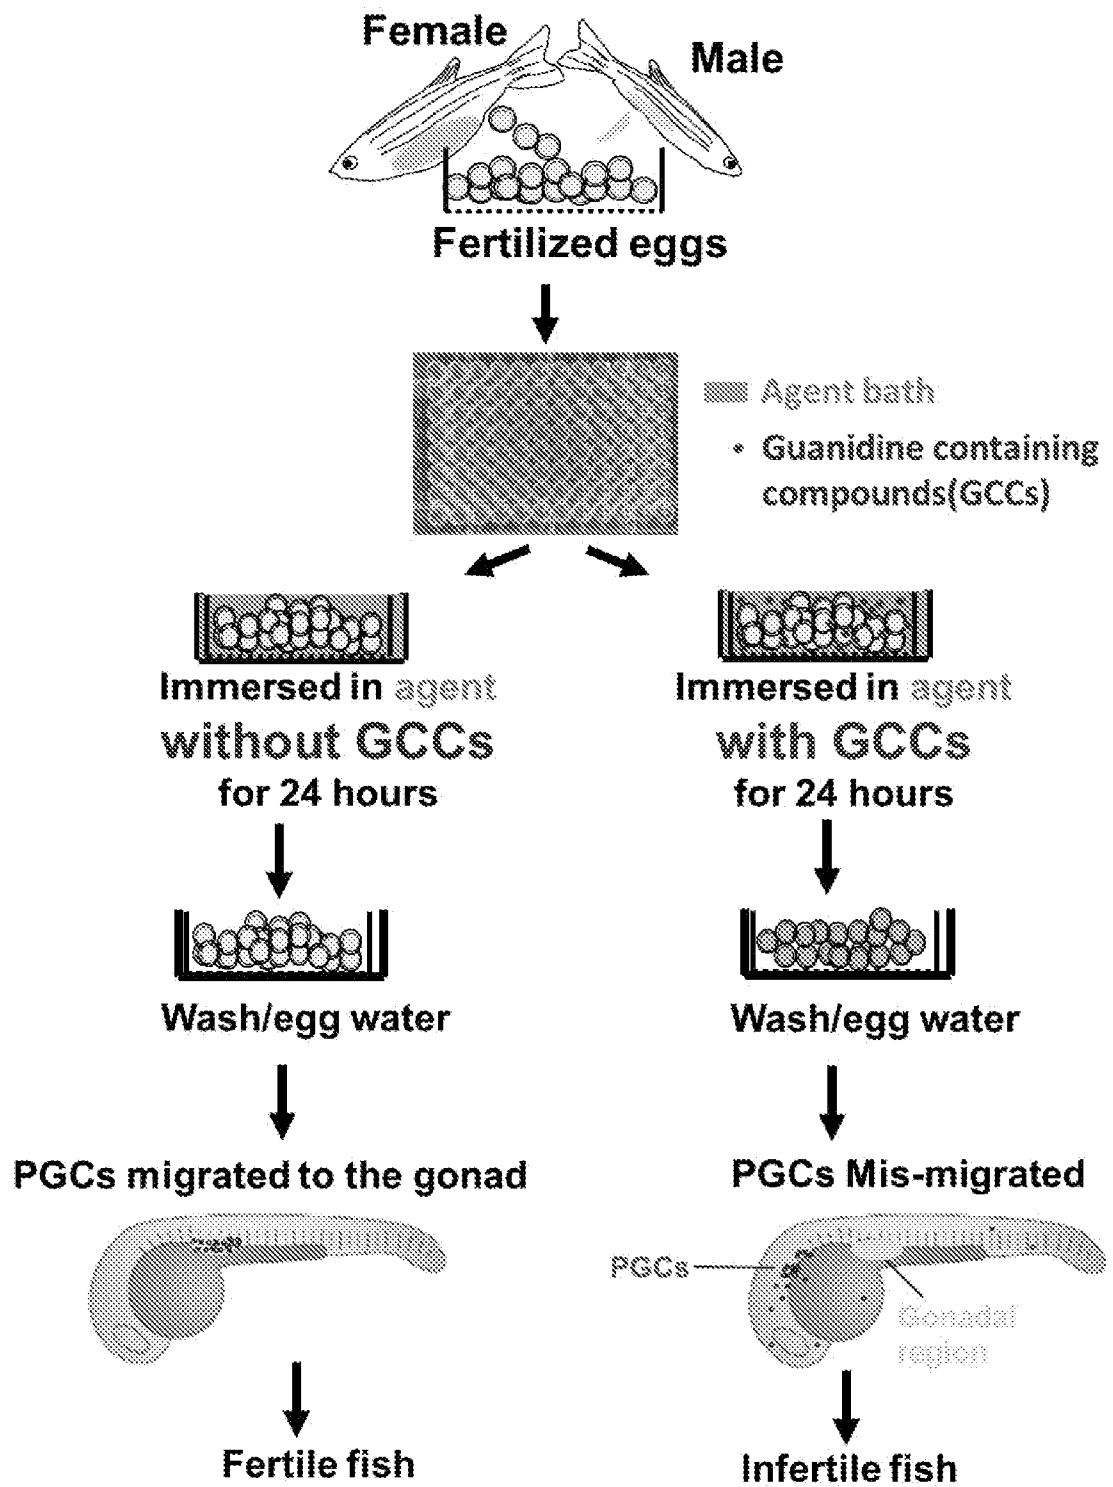 Female
Male
Fertilized eggs
Agent bath
Guanidine containing
compounds(GCCs)
Immersed in agent
without GCCs
for 24 hours
Immersed in agent
with GCCs
for 24 hours
Wash/egg water
Wash/egg water
PGCs migrated to the gonad
PGCs Mis-migrated
PGCs
Gonadal
region
Fertile fish
Infertile fish